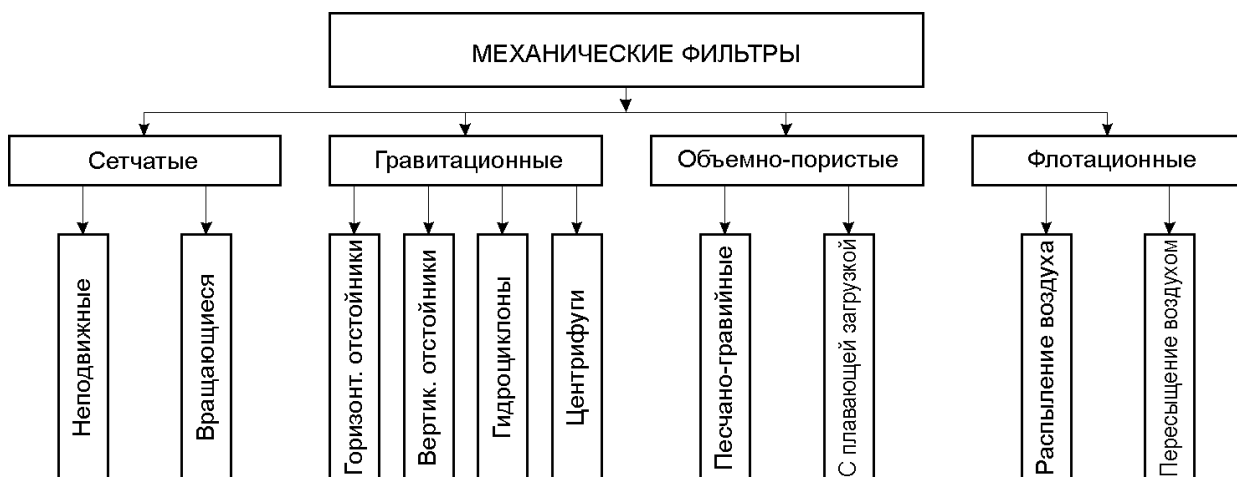 МЕХАНИЧЕСКИЕ ФИЛЬТРЫ
Сетчатые
Гравитационные
Объемно-пористые
Флотационные
Неподвижные
Вращающиеся
Горизонт. отстойники
Вертик. отстойники
Гидроциклоны
Центрифуги
Песчано-гравийные
С плавающей загрузкой
Распыление воздуха
Пересыщение воздухом